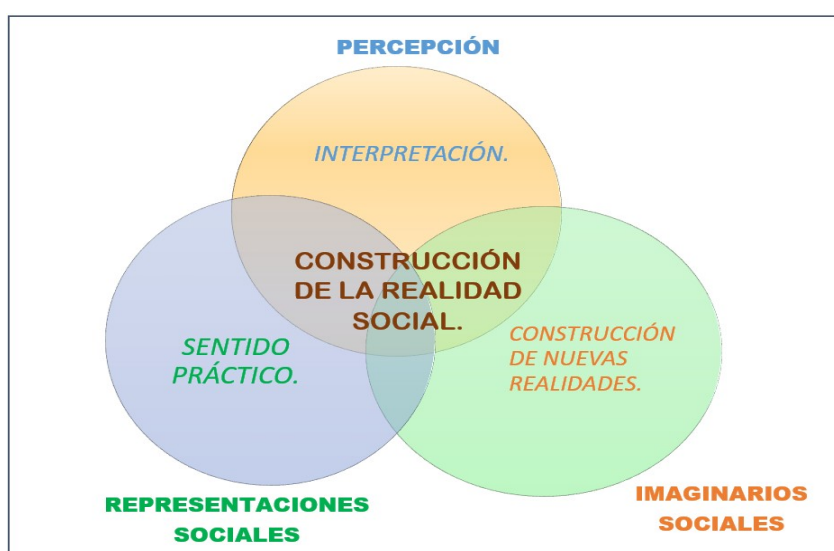 PERCEPCIÓN
INTERPRETACIÓN.
CONSTRUCCIÓN
DE LA REALIDAD
SOCIAL.
SENTIDO
PRÁCTICO.
CONSTRUCCIÓN
DE NUEVAS
REALIDADES.
REPRESENTACIONES
SOCIALES
IMAGINARIOS
SOCIALES